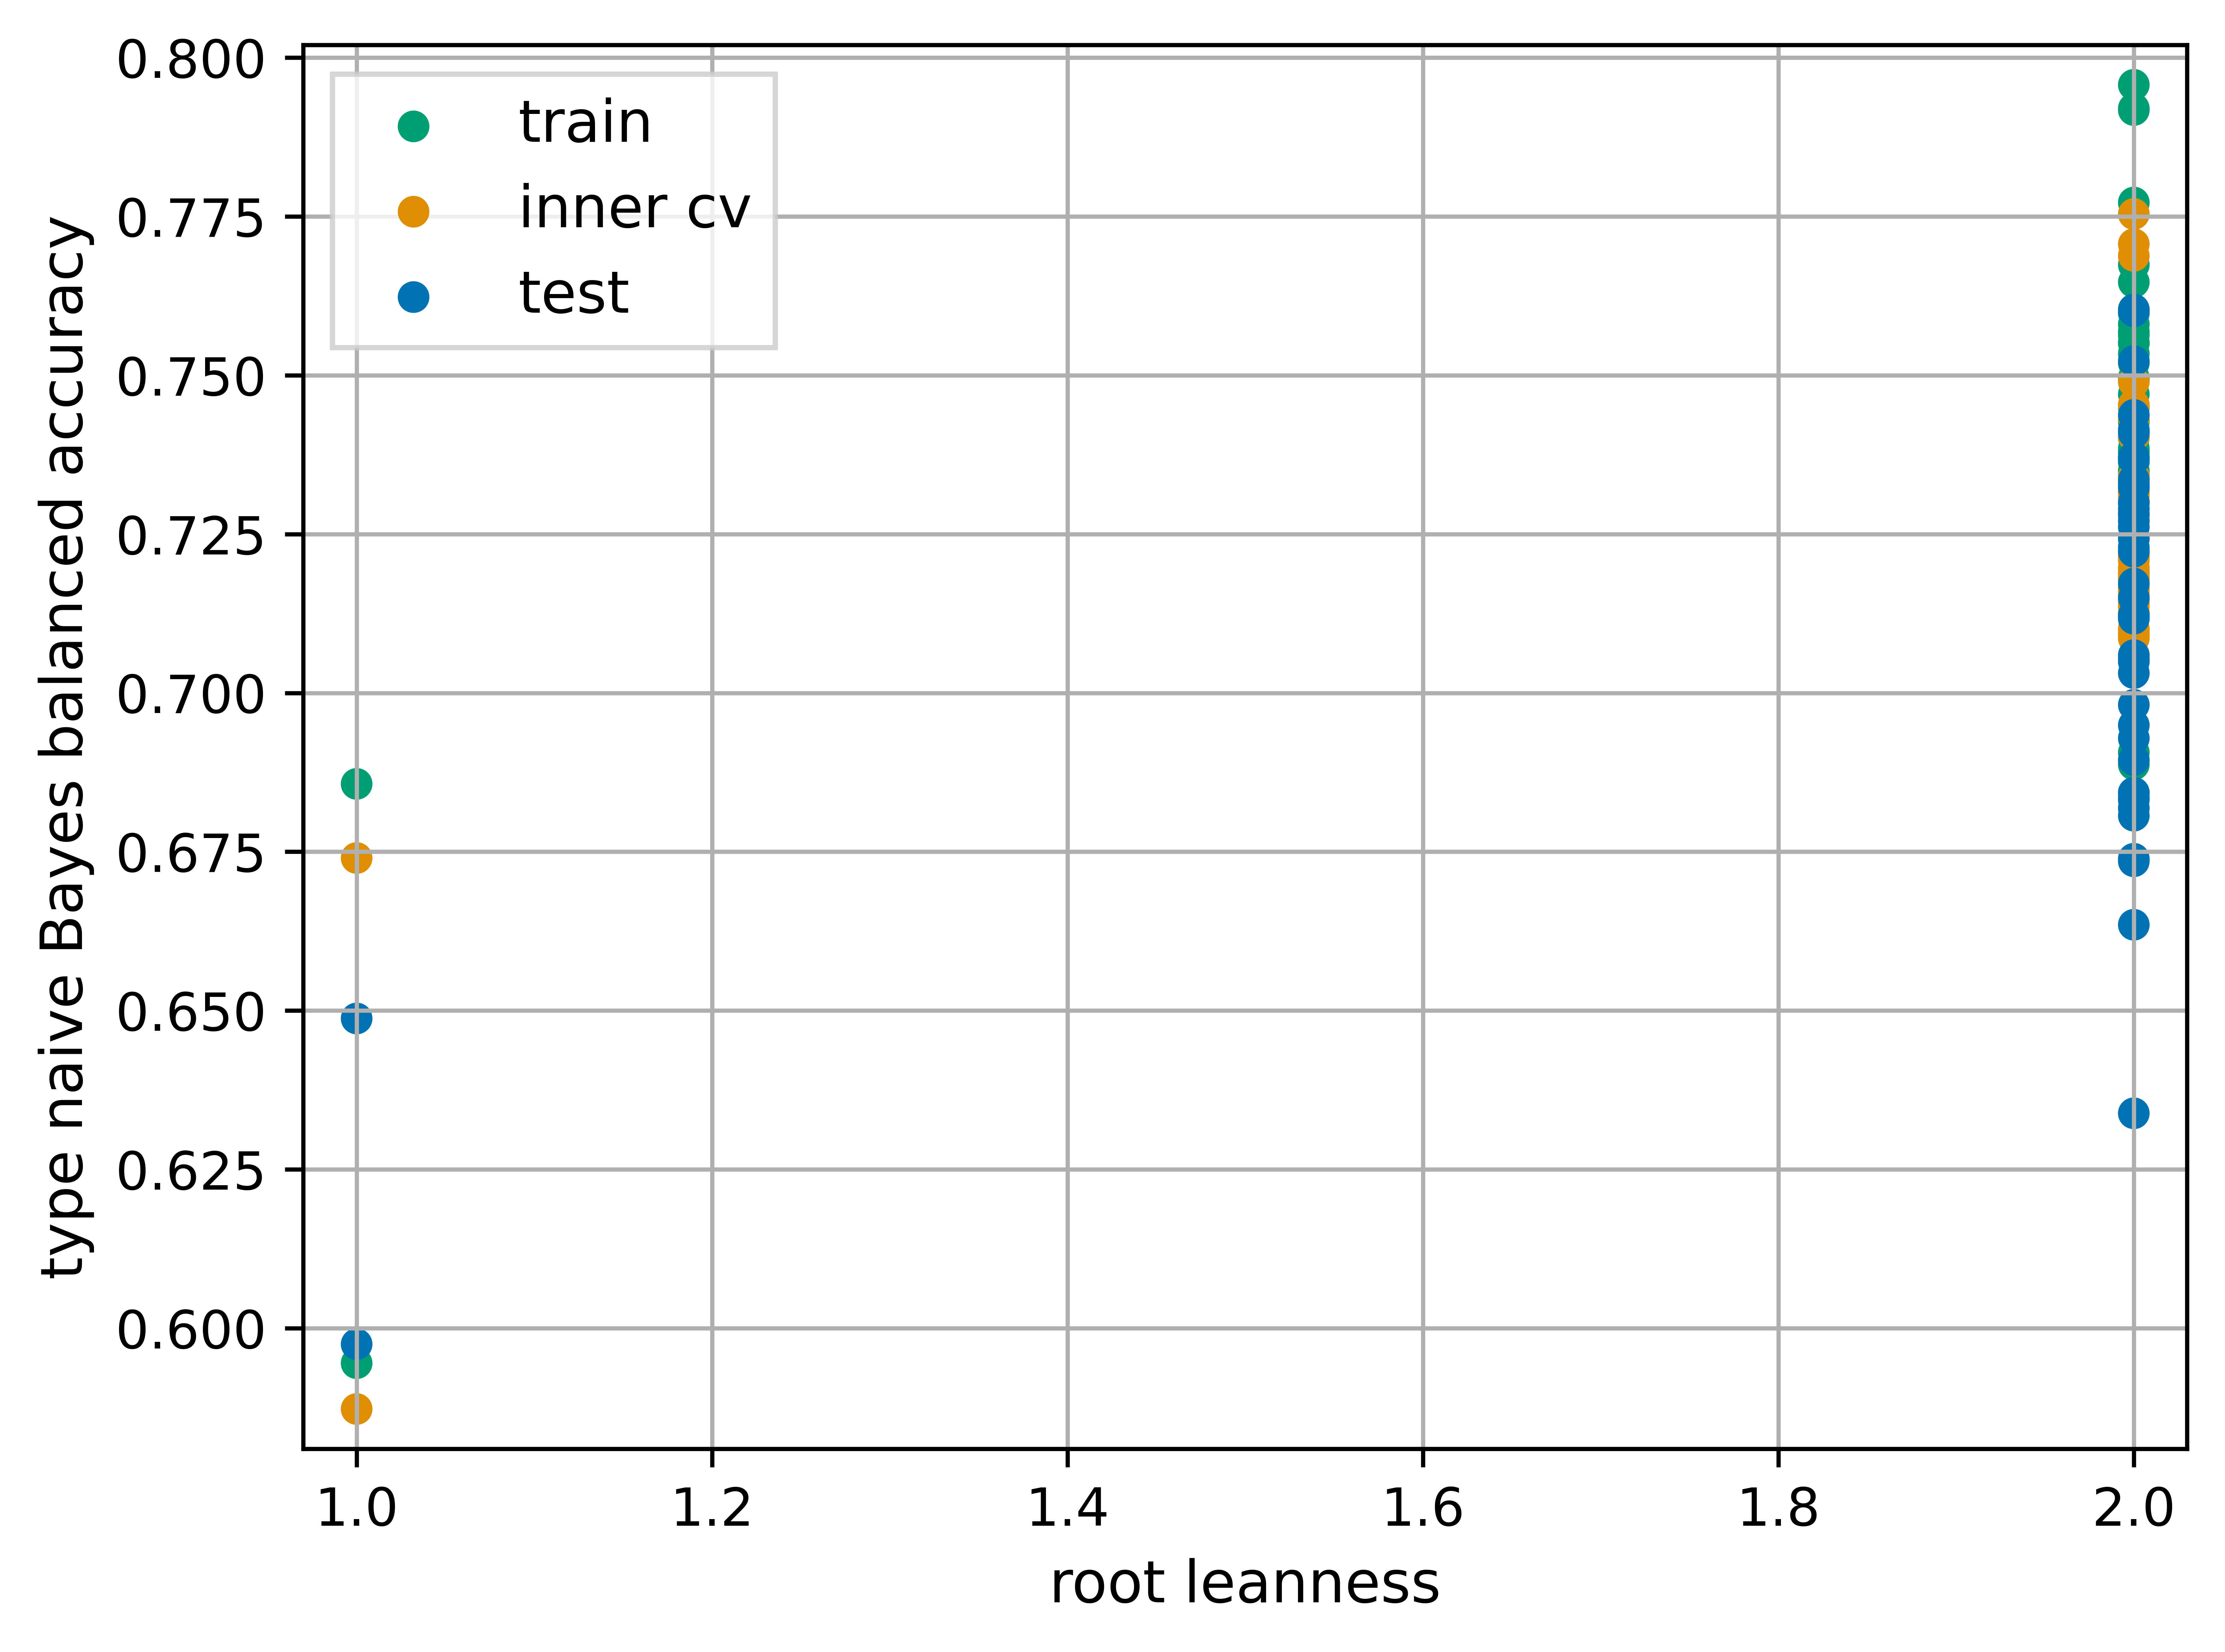 type naive Bayes balanced accuracy
0.800
0.775
0.750
0.725
0.700
0.675
0.650
0.625
0.600
train
inner cv
test
1.0 1.2 1.4 1.6 1.8 2.0
root leanness